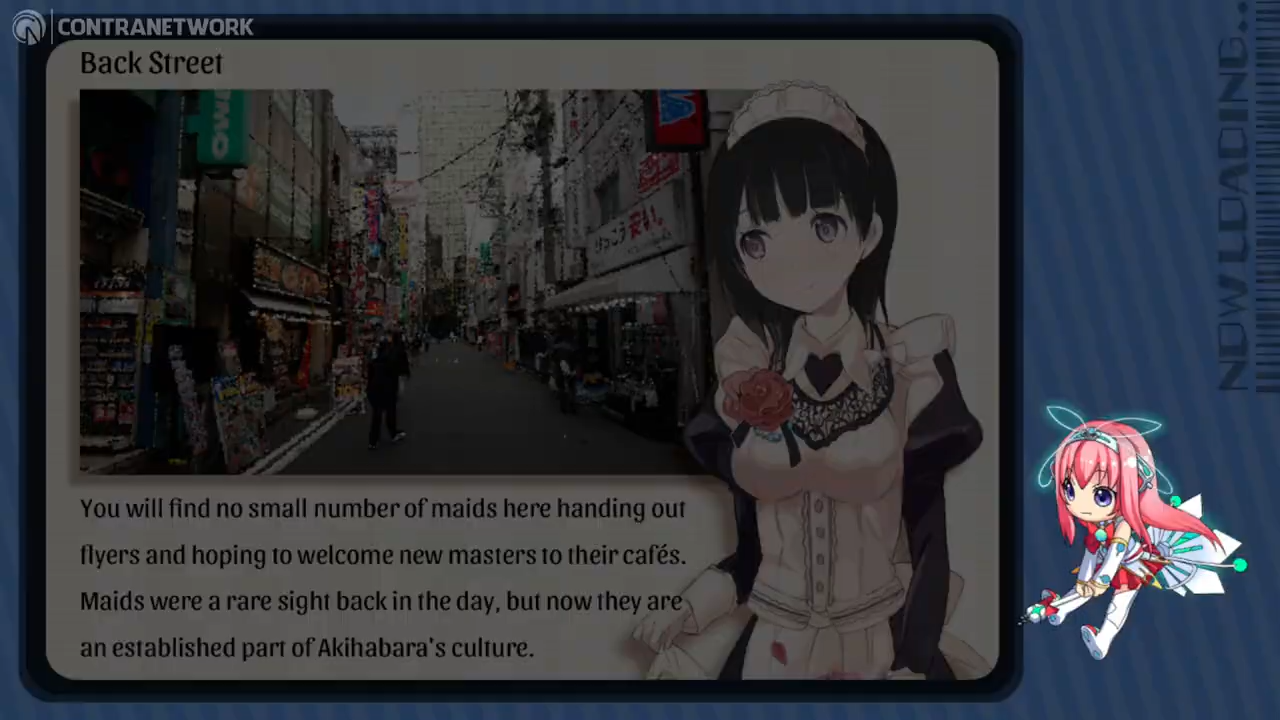 CONTRANETWORK
Back Street
You will find no small number of maids here handing out
flyers and hoping to welcome new masters to their cafés.
Maids were a rare sight back in the day, but now they are
an established part of Akihabara's culture.
NOW LOADING...